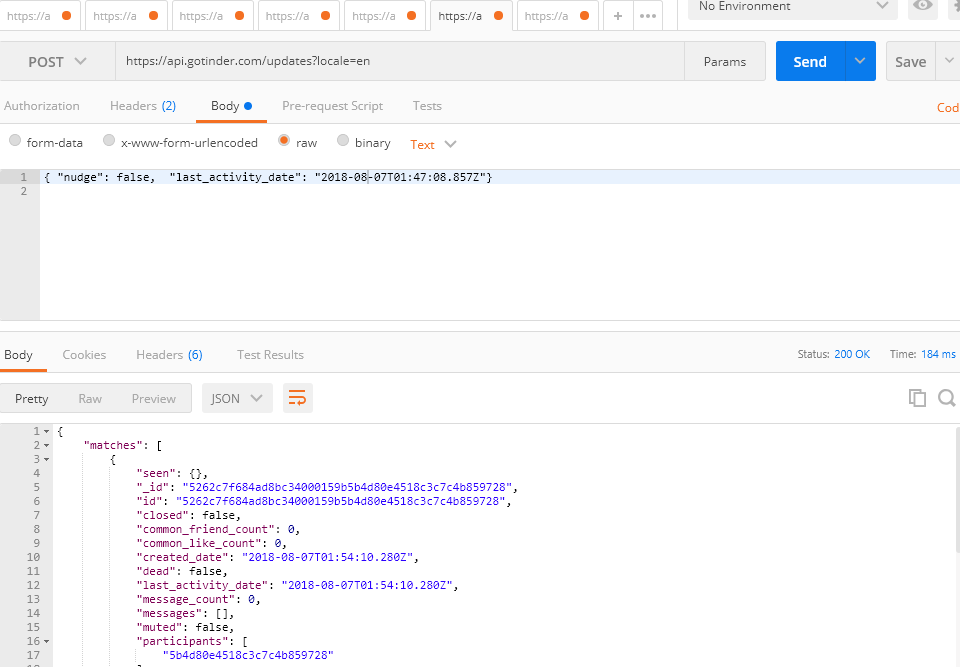 https://a https://a https://a https://a https://a https://a https://a + ••• No Environment
POST https://api.gotinder.com/updates?locale=en Params Send Save
Authorization Headers (2) Body Pre-request Script Tests Cod
form-data x-www-form-urlencoded raw binary Text
1 { "nudge": false, "last_activity_date": "2018-08-07T01:47:08.857Z"}
2
Body Cookies Headers (6) Test Results Status: 200 OK Time: 184 ms
Pretty Raw Preview JSON
1 {
2 "matches": [
3 {
4 "seen": {},
5 "_id": "5262c7f684ad8bc34000159b5b4d80e4518c3c7c4b859728",
6 "id": "5262c7f684ad8bc34000159b5b4d80e4518c3c7c4b859728",
7 "closed": false,
8 "common_friend_count": 0,
9 "common_like_count": 0,
10 "created_date": "2018-08-07T01:54:10.280Z",
11 "dead": false,
12 "last_activity_date": "2018-08-07T01:54:10.280Z",
13 "message_count": 0,
14 "messages": [],
15 "muted": false,
16 "participants": [
17 "5b4d80e4518c3c7c4b859728"